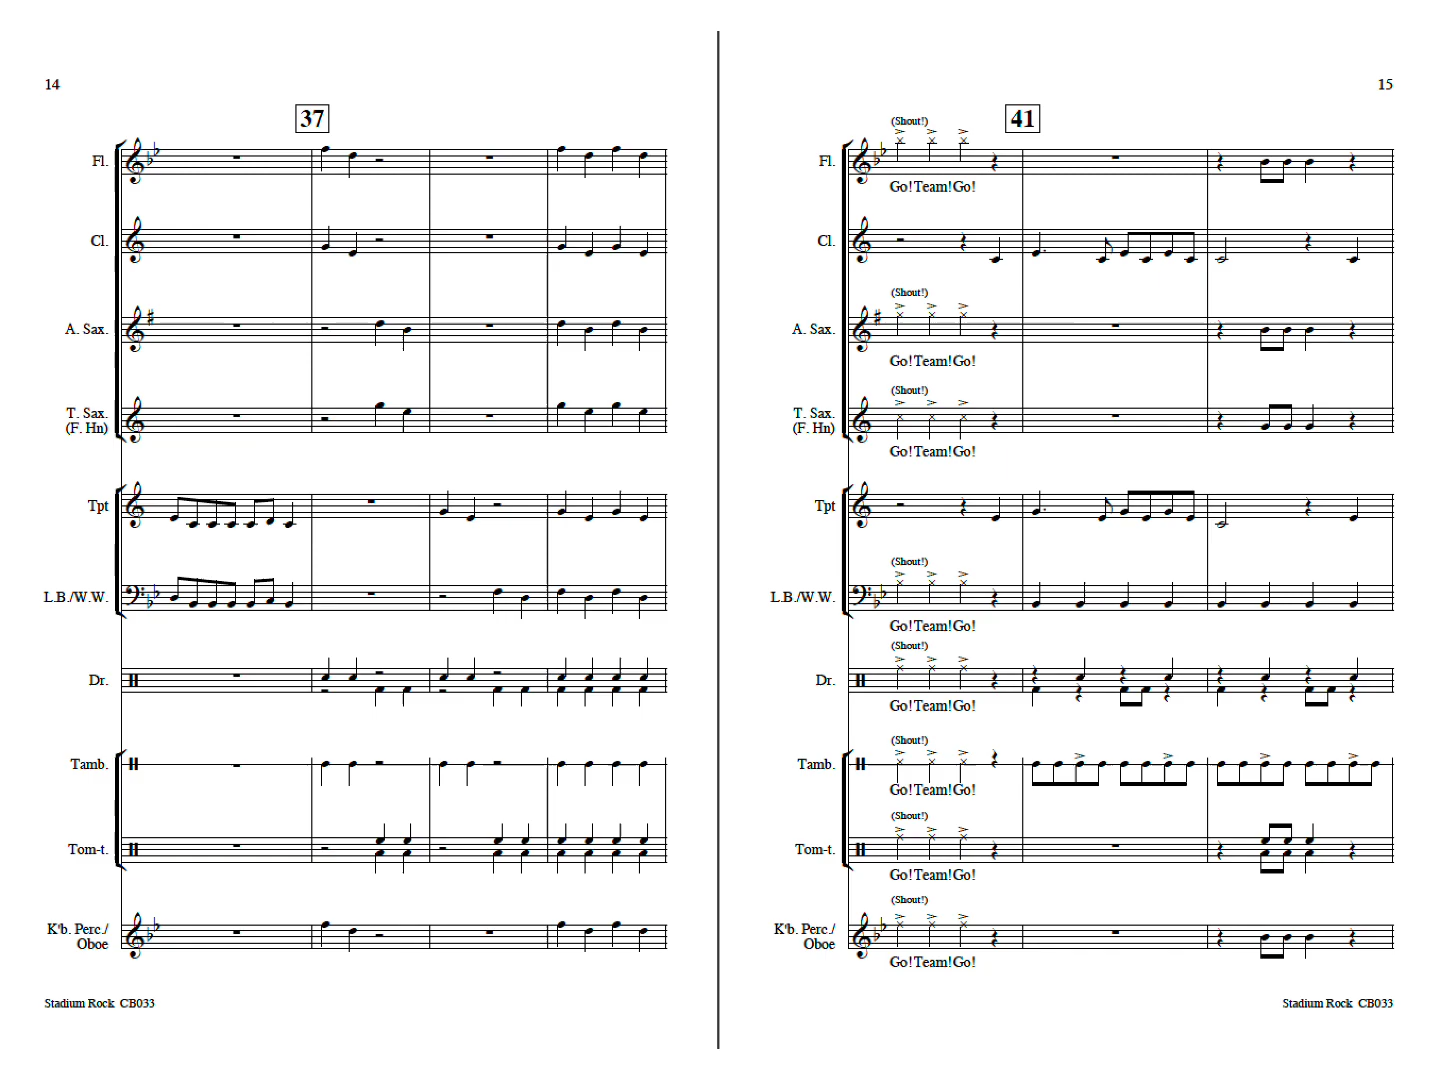 14
37
Fl.
Cl.
A. Sax.
T. Sax.
(F. Hn)
Tpt
L.B./W.W.
Dr.
Tamb.
Tom-t.
K'b. Perc./
Oboe
Stadium Rock CB033
15
41
(Shout!)
Fl.
Go! Team! Go!
Cl.
(Shout!)
A. Sax.
Go! Team! Go!
(Shout!)
T. Sax.
(F. Hn)
Go! Team! Go!
Tpt
(Shout!)
L.B./W.W.
Go! Team! Go!
(Shout!)
Dr.
Go! Team! Go!
(Shout!)
Tamb.
Go! Team! Go!
(Shout!)
Tom-t.
Go! Team! Go!
(Shout!)
K'b. Perc./
Oboe
Go! Team! Go!
Stadium Rock CB033